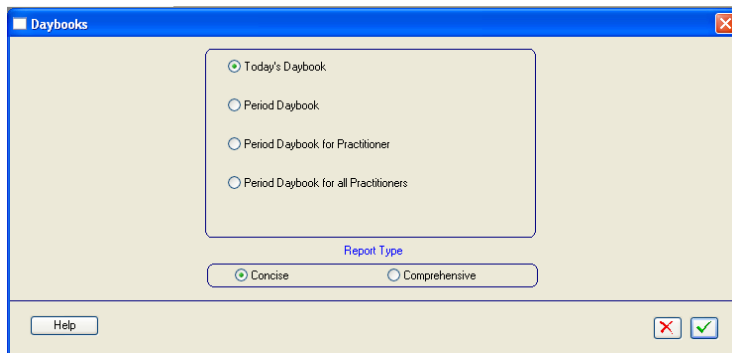 Daybooks
Today's Daybook
Period Daybook
Period Daybook for Practitioner
Period Daybook for all Practitioners
Report Type
Concise Comprehensive
Help